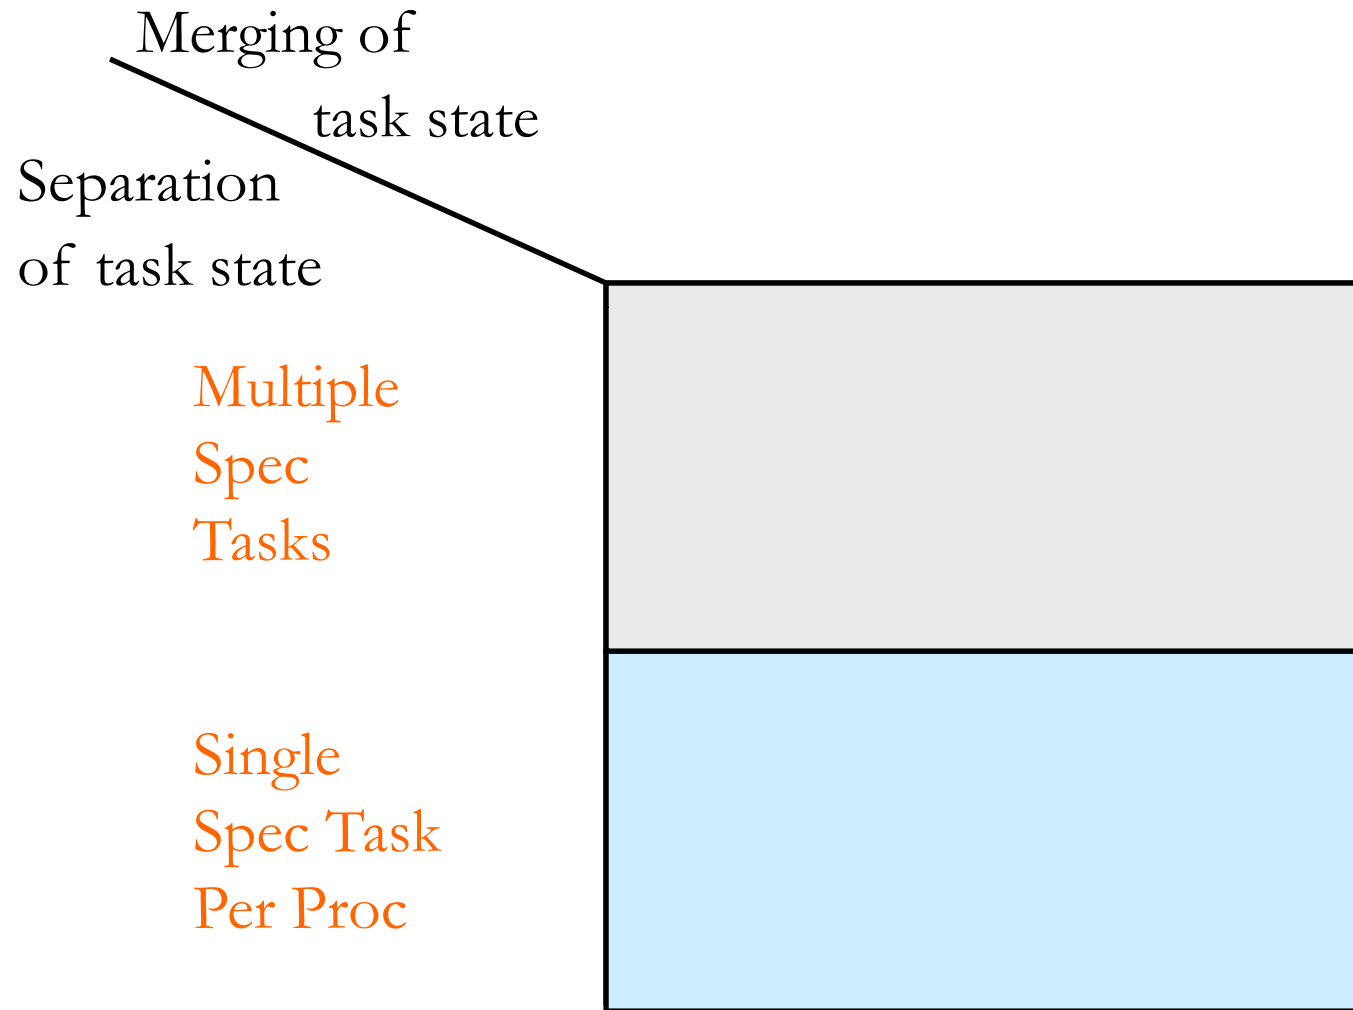 Merging of
task state
Separation
of task state
Multiple
Spec
Tasks
Single
Spec Task
Per Proc